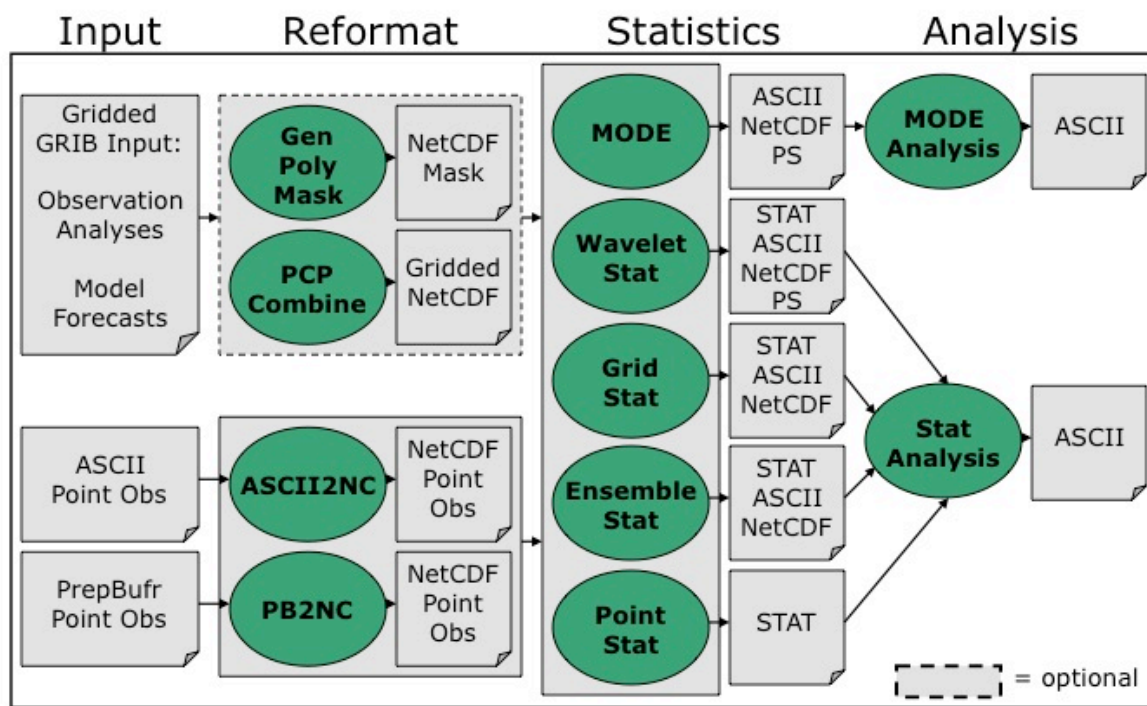 Input
Reformat
Statistics
Analysis
Gridded
GRIB Input:
Observation
Analyses
Model
Forecasts
Gen
Poly
Mask
NetCDF
Mask
PCP
Combine
Gridded
NetCDF
ASCII
Point Obs
ASCII2NC
NetCDF
Point
Obs
PrepBufr
Point Obs
PB2NC
NetCDF
Point
Obs
MODE
ASCII
NetCDF
PS
MODE
Analysis
ASCII
Wavelet
Stat
STAT
ASCII
NetCDF
PS
Grid
Stat
STAT
ASCII
NetCDF
Ensemble
Stat
STAT
ASCII
NetCDF
Point
Stat
STAT
Stat
Analysis
ASCII
= optional